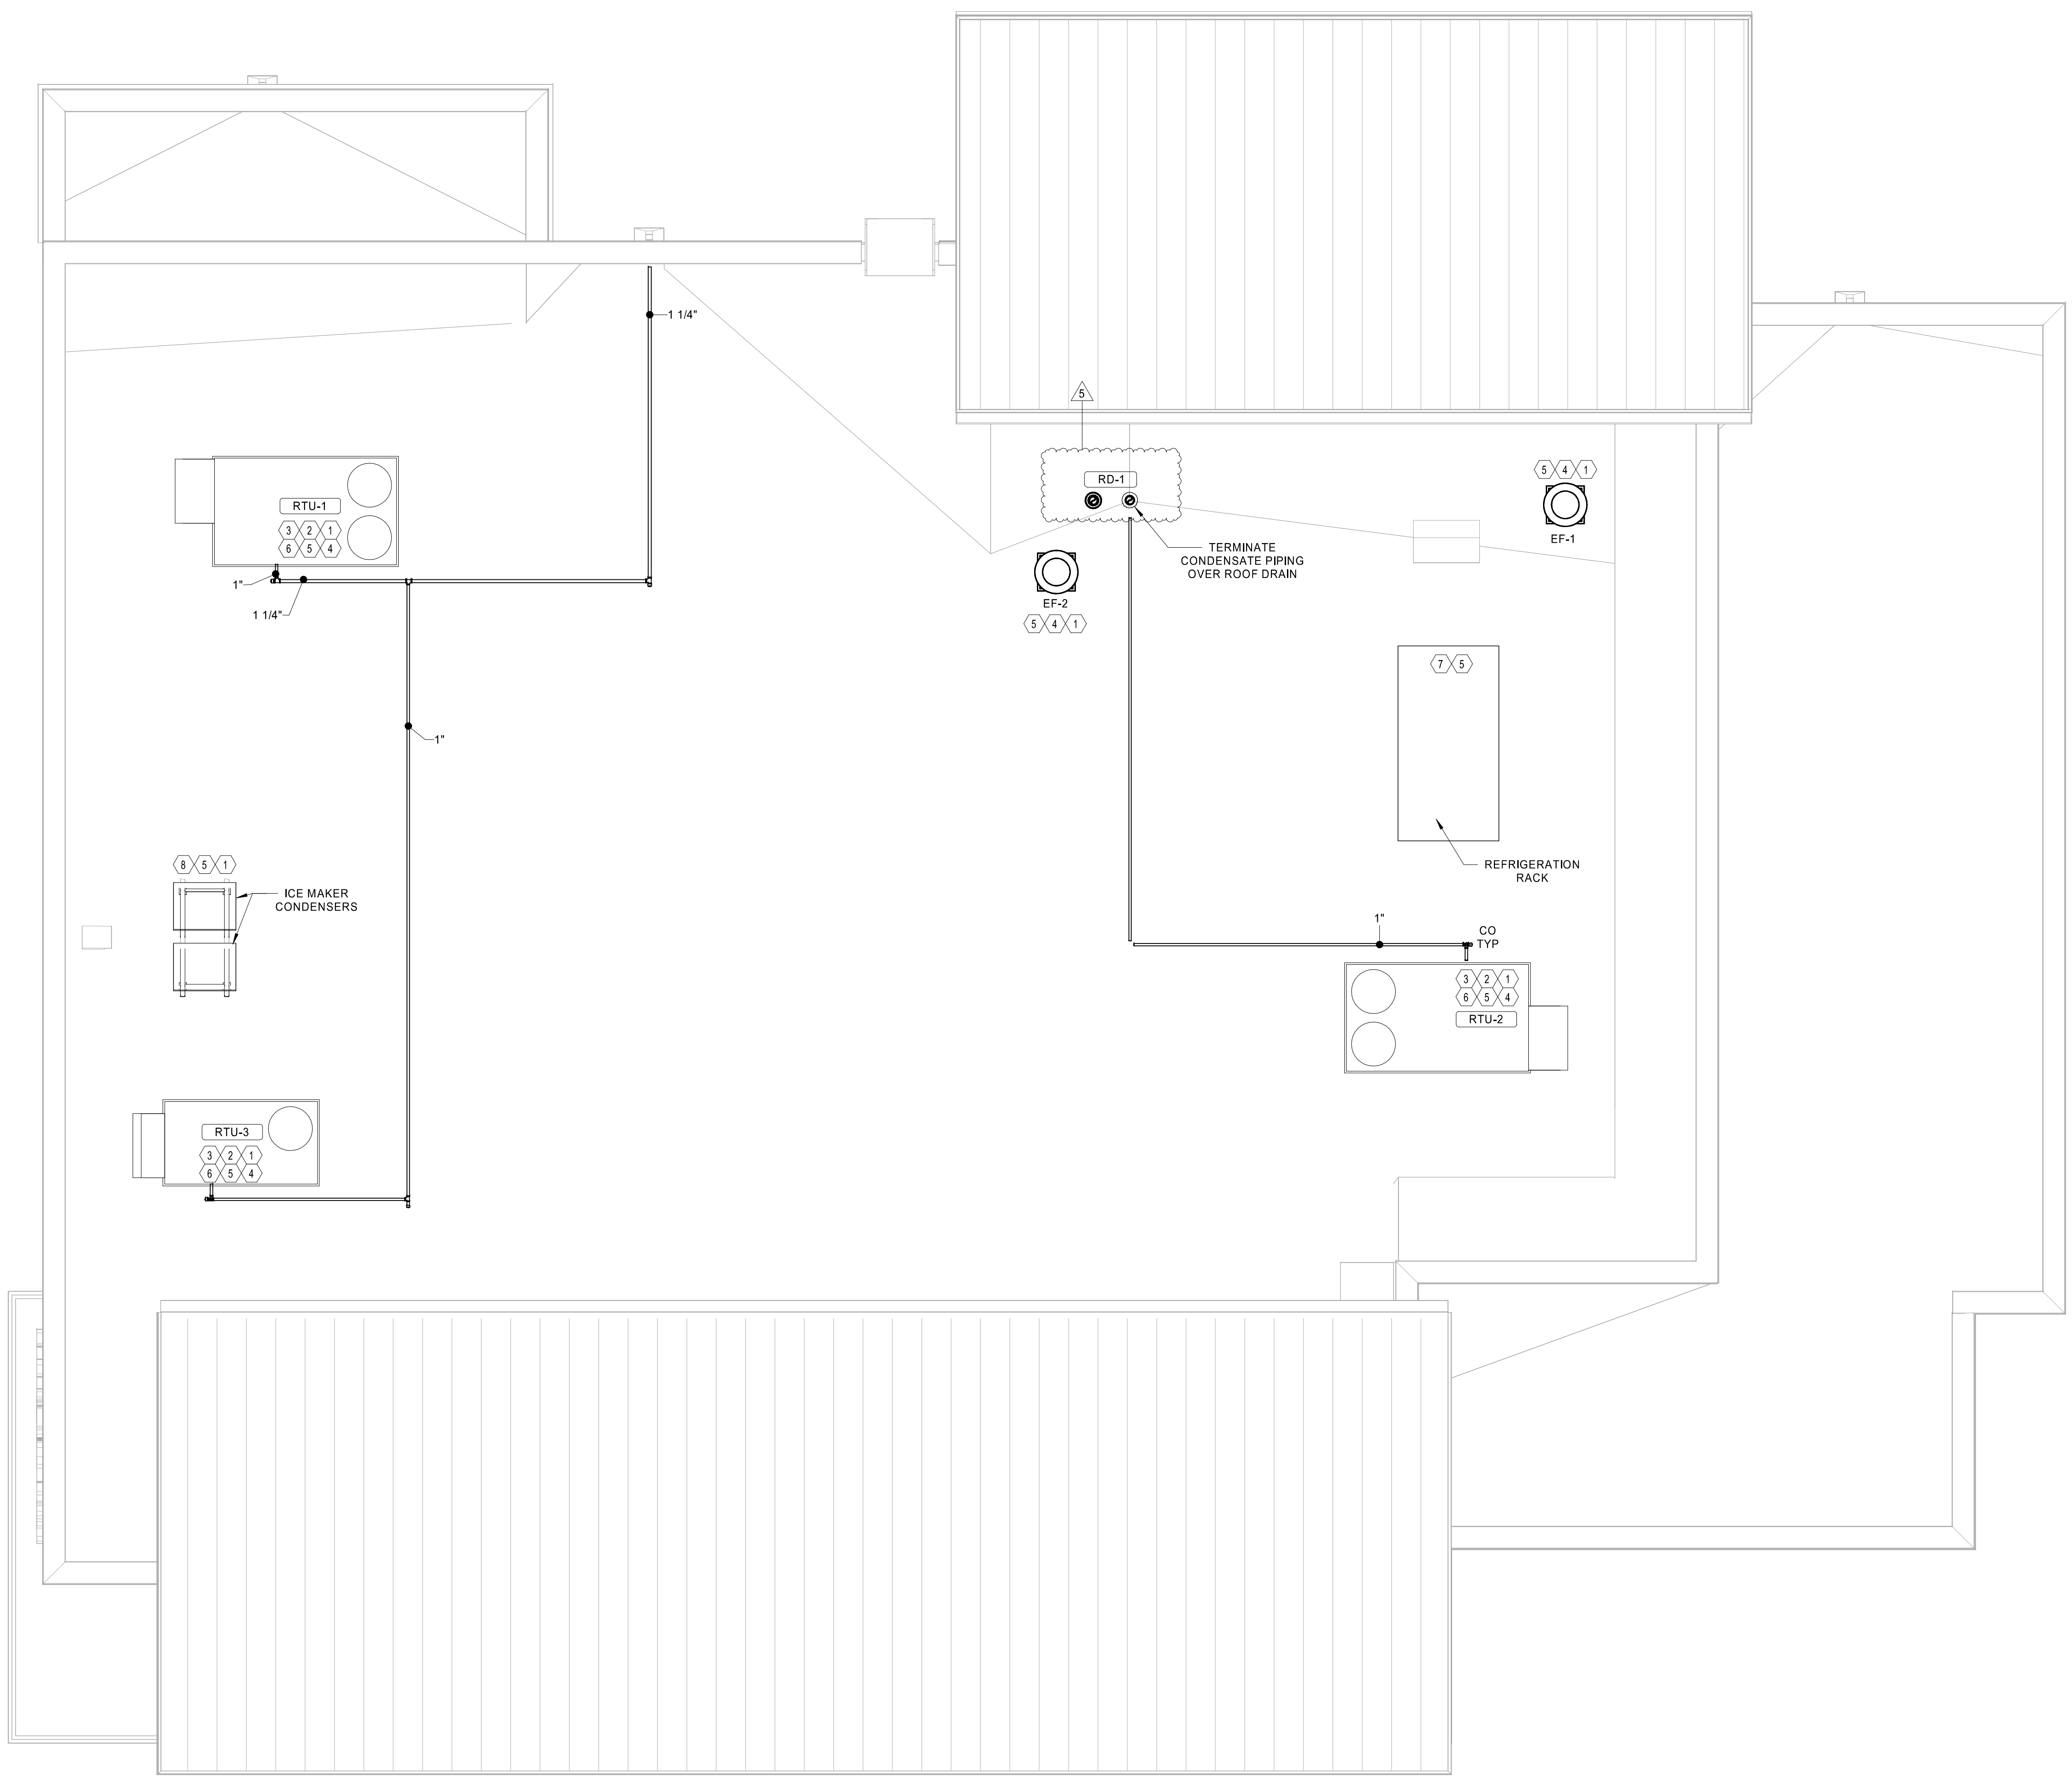 1 1/4"
5
RD-1
5 4 1
EF-1
RTU-1
3 2 1
6 5 4
TERMINATE
CONDENSATE PIPING
OVER ROOF DRAIN
1"
1 1/4"
EF-2
5 4 1
7 5
1"
8 5 1
REFRIGERATION
RACK
ICE MAKER
CONDENSERS
1"
CO
TYP
3 2 1
6 5 4
RTU-2
RTU-3
3 2 1
6 5 4